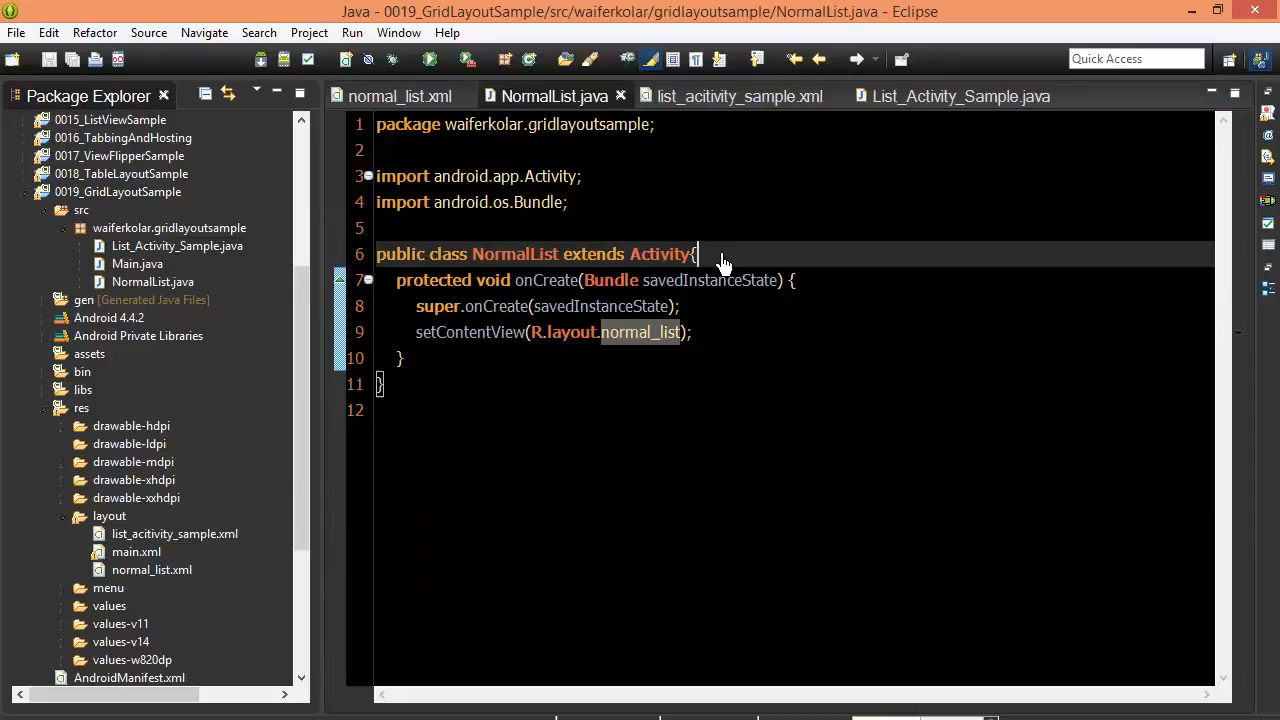 Java - 0019_GridLayoutSample/src/waiferkolar/gridlayoutsample/NormalList.java - Eclipse
File Edit Refactor Source Navigate Search Project Run Window Help
Quick Access
Package Explorer
normal_list.xml
NormalList.java
list_acitivity_sample.xml
List_Activity_Sample.java
0015_ListViewSample
0016_TabbingAndHosting
0017_ViewFlipperSample
0018_TableLayoutSample
0019_GridLayoutSample
src
waiferkolar.gridlayoutsample
List_Activity_Sample.java
Main.java
NormalList.java
gen [Generated Java Files]
Android 4.4.2
Android Private Libraries
assets
bin
libs
res
drawable-hdpi
drawable-ldpi
drawable-mdpi
drawable-xhdpi
drawable-xxhdpi
layout
list_acitivity_sample.xml
main.xml
normal_list.xml
menu
values
values-v11
values-v14
values-w820dp
AndroidManifest.xml
1 package waiferkolar.gridlayoutsample;
2
3 import android.app.Activity;
4 import android.os.Bundle;
5
6 public class NormalList extends Activity{
7 protected void onCreate(Bundle savedInstanceState) {
8 super.onCreate(savedInstanceState);
9 setContentView(R.layout.normal_list);
10 }
11 }
12